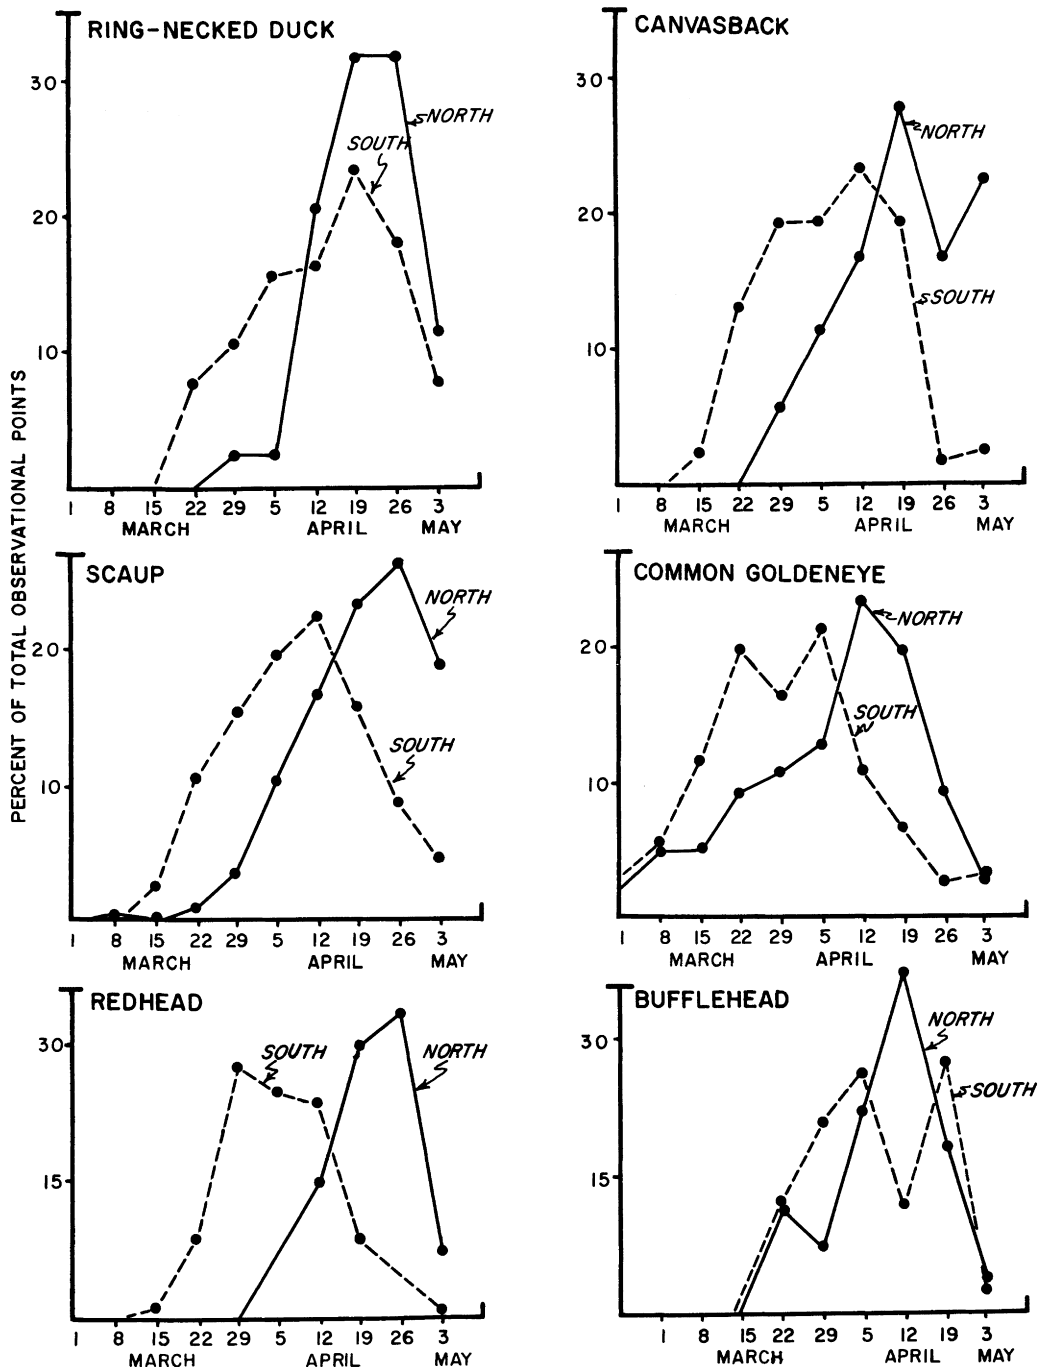 PERCENT OF TOTAL OBSERVATIONAL POINTS
RING-NECKED DUCK
30
20
10
NORTH
SOUTH
1 8 15 22 29 5 12 19 26 3
MARCH APRIL MAY
CANVASBACK
30
20
10
NORTH
SOUTH
1 8 15 22 29 5 12 19 26 3
MARCH APRIL MAY
SCAUP
20
10
NORTH
SOUTH
1 8 15 22 29 5 12 19 26 3
MARCH APRIL MAY
COMMON GOLDENEYE
20
10
NORTH
SOUTH
1 8 15 22 29 5 12 19 26 3
MARCH APRIL MAY
REDHEAD
30
15
SOUTH
NORTH
1 8 15 22 29 5 12 19 26 3
MARCH APRIL MAY
BUFFLEHEAD
30
15
NORTH
SOUTH
1 8 15 22 29 5 12 19 3
MARCH APRIL MAY